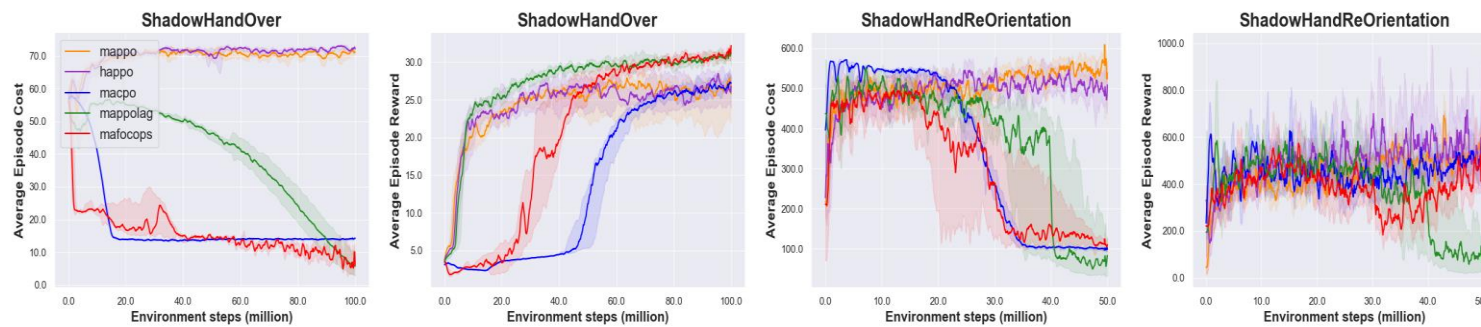 ShadowHandOver
Average Episode Cost
70.0
60.0
50.0
40.0
30.0
20.0
10.0
0.0
mappo
happo
macpo
mappolag
mafocops
0.0 20.0 40.0 60.0 80.0 100.0
Environment steps (million)
ShadowHandOver
Average Episode Reward
30.0
25.0
20.0
15.0
10.0
5.0
0.0 20.0 40.0 60.0 80.0 100.0
Environment steps (million)
ShadowHandReOrientation
Average Episode Cost
600.0
500.0
400.0
300.0
200.0
100.0
0.0 10.0 20.0 30.0 40.0 50.0
Environment steps (million)
ShadowHandReOrientation
Average Episode Reward
1000.0
800.0
600.0
400.0
200.0
0.0
0.0 10.0 20.0 30.0 40.0
Environment steps (million)